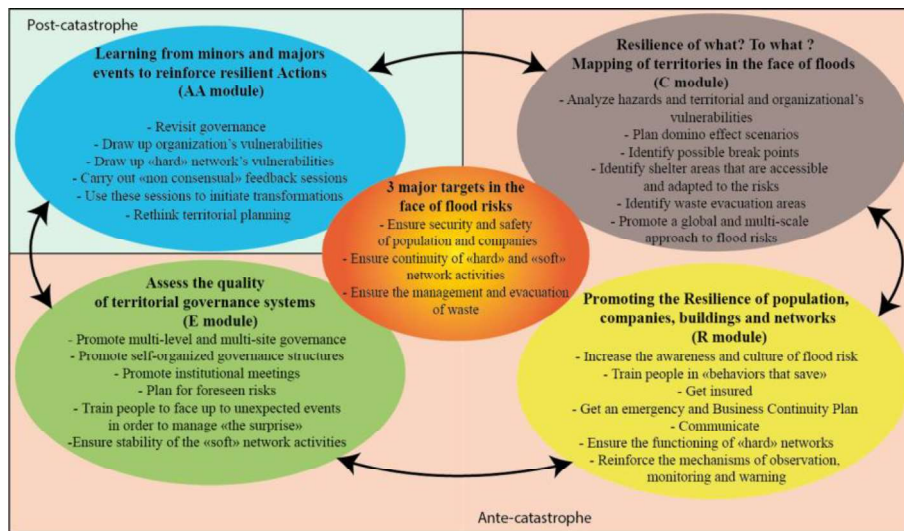 Post-catastrophe
Learning from minors and majors
events to reinforce resilient Actions
(AA module)
- Revisit governance
- Draw up organization's vulnerabilities
- Draw up «hard» network's vulnerabilities
- Carry out «non consensual» feedback sessions
- Use these sessions to initiate transformations
- Rethink territorial planning
Resilience of what? To what ?
Mapping of territories in the face of floods
(C module)
- Analyze hazards and territorial and organizational's
vulnerabilities
- Plan domino effect scenarios
- Identify possible break points
- Identify shelter areas that are accessible
and adapted to the risks
- Identify waste evacuation areas
- Promote a global and multi-scale
approach to flood risks
3 major targets in the
face of flood risks
- Ensure security and safety
of population and companies
- Ensure continuity of «hard» and «soft»
network activities
- Ensure the management and evacuation
of waste
Assess the quality
of territorial governance systems
(E module)
- Promote multi-level and multi-site governance
- Promote self-organized governance structures
- Promote institutional meetings
- Plan for foreseen risks
- Train people to face up to unexpected events
in order to manage «the surprise»
-Ensure stability of the «soft» network activities
Promoting the Resilience of population,
companies, buildings and networks
(R module)
- Increase the awareness and culture of flood risk
- Train people in «behaviors that save»
- Get insured
- Get an emergency and Business Continuity Plan
- Communicate
- Ensure the functioning of «hard» networks
- Reinforce the mechanisms of observation,
monitoring and warning
Ante-catastrophe